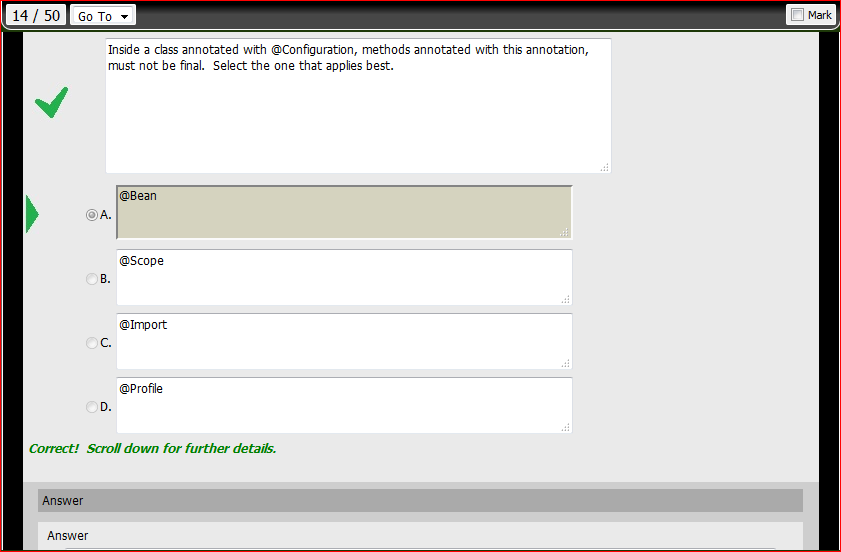 14 / 50 Go To Mark
Inside a class annotated with @Configuration, methods annotated with this annotation,
must not be final.  Select the one that applies best.
A. @Bean
B. @Scope
C. @Import
D. @Profile
Correct!  Scroll down for further details.
Answer
Answer